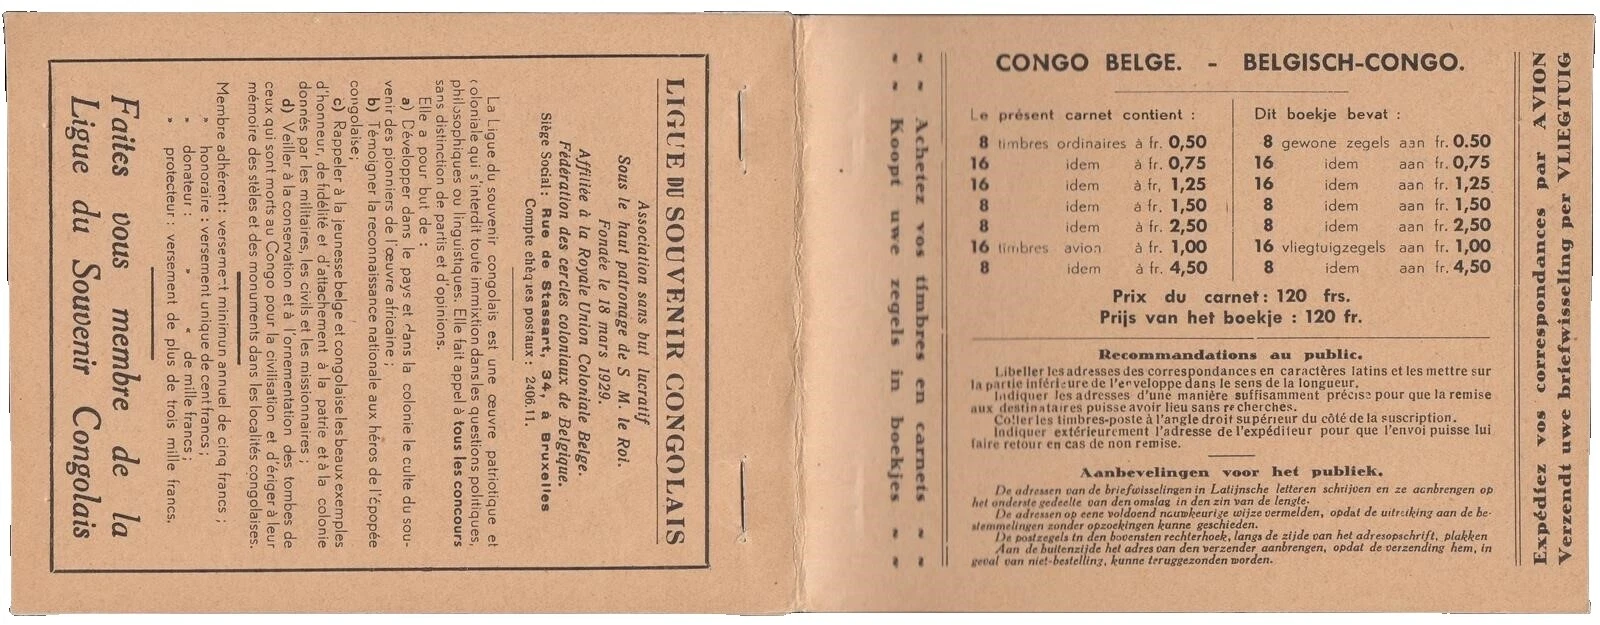 LIGUE DU SOUVENIR CONGOLAIS
Association sans but lucratif
Sous le haut patronage de S M. le Roi.
Fondée le 18 mars 1929.
Affiliée à la Royale Union Coloniale Belge.
Fédération des cercles coloniaux de Belgique.
Siège Social: Rue de Stassart, 34, à Bruxelles
Compte chèques postaux : 2406.11.
La Ligue du souvenir congolais est une œuvre patriotique et
coloniale qui s'interdit toute immixtion dans les questions politiques,
philosophiques ou linguistiques. Elle fait appel à tous les concours
sans distinction de partis et d'opinions.
Elle a pour but de :
a) Développer dans le pays et dans la colonie le culte du sou-
venir des pionniers de l'œuvre africaine ;
b) Témoigner la reconnaissance nationale aux héros de l'épopée
congolaise ;
c) Rappeler à la jeunesse belge et congolaise les beaux exemples
d'honneur, de fidélité et d'attachement à la patrie et à la colonie
donnés par les militaires, les civils et les missionnaires ;
d) Veiller à la conservation et à l'ornementation des tombes de
ceux qui sont morts au Congo pour la civilisation et d'ériger à leur
mémoire des stèles et des monuments dans les localités congolaises.
Membre adhérent : versement minimun annuel de cinq francs ;
» honoraire : versement unique de cent francs ;
» donateur : » « de mille francs ;
» protecteur : versement de plus de trois mille francs.
Faites vous membre de la
Ligue du Souvenir Congolais
» » Achetez vos timbres en carnets » »
» » Koopt uwe zegels in boekjes » »
CONGO BELGE. - BELGISCH-CONGO.
Le présent carnet contient :
8 timbres ordinaires à fr. 0,50
16 idem à fr. 0,75
16 idem à fr, 1,25
8 idem à fr. 1,50
8 idem à fr. 2,50
16 timbres avion à fr. 1,00
8 idem à fr. 4,50
Dit boekje bevat :
8 gewone zegels aan fr. 0.50
16 idem aan fr. 0,75
16 idem aan fr. 1,25
8 idem aan fr. 1,50
8 idem aan fr. 2,50
16 vliegtuigzegels aan fr. 1,00
8 idem aan fr. 4,50
Prix du carnet : 120 frs.
Prijs van het boekje : 120 fr.
Recommandations au public.
Libeller les adresses des correspondances en caractères latins et les mettre sur
la partie inférieure de l'enveloppe dans le sens de la longueur.
Indiquer les adresses d'une manière suffisamment précise pour que la remise
aux destinataires puisse avoir lieu sans recherches.
Coller les timbres-poste à l'angle droit supérieur du côté de la suscription.
Indiquer extérieurement l'adresse de l'expéditeur pour que l'envoi puisse lui
faire retour en cas de non remise.
Aanbevelingen voor het publiek.
De adressen van de briefwisselingen in Latijnsche letteren schrijven en ze aanbrengen op
het onderste gedeelte van den omslag in den zin van de lengte.
De adressen op eene voldoend nauwkeurige wijze vermelden, opdat de uitreiking aan de be-
stemmelingen zonder opzoekingen kunne geschieden.
De postzegels in den bovensten rechterhoek, langs de zijde van het adresopschrift, plakken
Aan de buitenzijde het adres van den verzender aanbrengen, opdat de verzending hem, in
geval van niet-bestelling, kunne teruggezonden worden.
Expédiez vos correspondances par AVION
Verzendt uwe briefwisseling per VLIEGTUIG